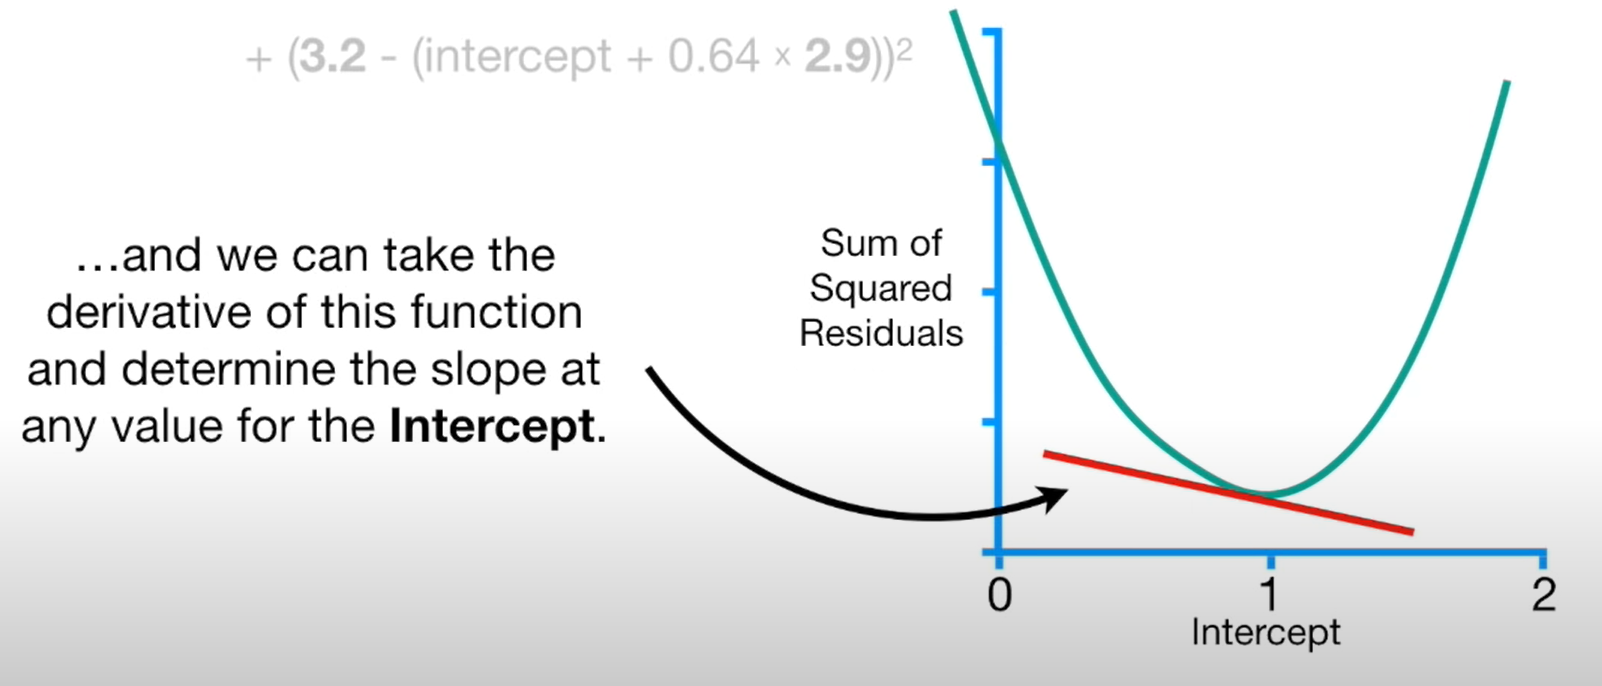 + (3.2 - (intercept + 0.64 × 2.9))²
…and we can take the
derivative of this function
and determine the slope at
any value for the Intercept.
Sum of
Squared
Residuals
0 1 2
Intercept